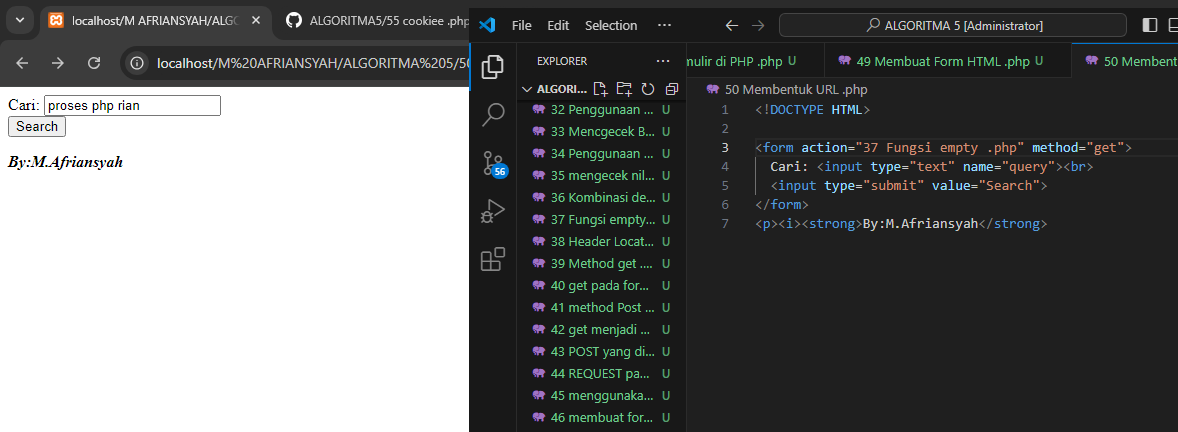 localhost/M AFRIANSYAH/ALGO
ALGORITMA5/55 cookiee .php
localhost/M%20AFRIANSYAH/ALGORITMA%205/50
Cari: proses php rian
Search
By:M.Afriansyah
File Edit Selection ···
ALGORITMA 5 [Administrator]
EXPLORER ···
ALGORI...
32 Penggunaan ... U
33 Mencgecek B... U
34 Penggunaan ... U
35 mengecek nil... U
36 Kombinasi de... U
37 Fungsi empty... U
38 Header Locat... U
39 Method get .... U
40 get pada for... U
41 method Post ... U
42 get menjadi ... U
43 POST yang di... U
44 REQUEST pa... U
45 menggunaka... U
46 membuat for... U
56
mulir di PHP .php U
49 Membuat Form HTML .php U
50 Membent
50 Membentuk URL .php
1 <!DOCTYPE HTML>
2
3 <form action="37 Fungsi empty .php" method="get">
4 Cari: <input type="text" name="query"><br>
5 <input type="submit" value="Search">
6 </form>
7 <p><i><strong>By:M.Afriansyah</strong>